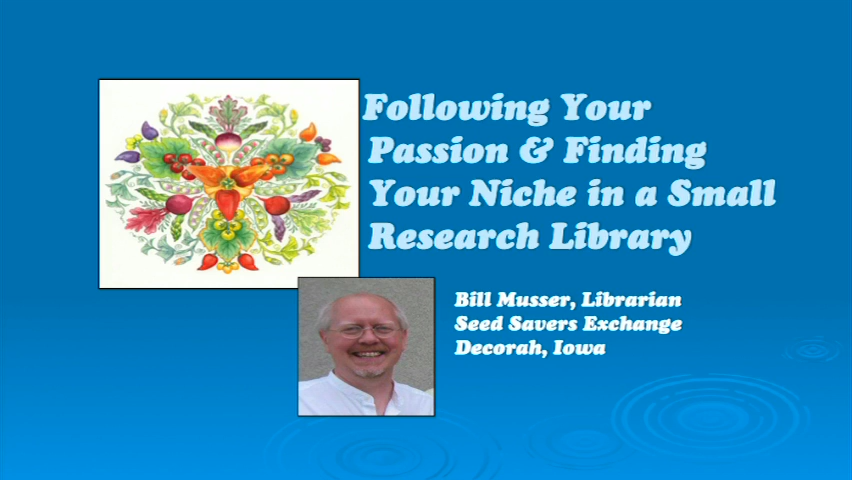 Following Your
Passion & Finding
Your Niche in a Small
Research Library
Bill Musser, Librarian
Seed Savers Exchange
Decorah, Iowa